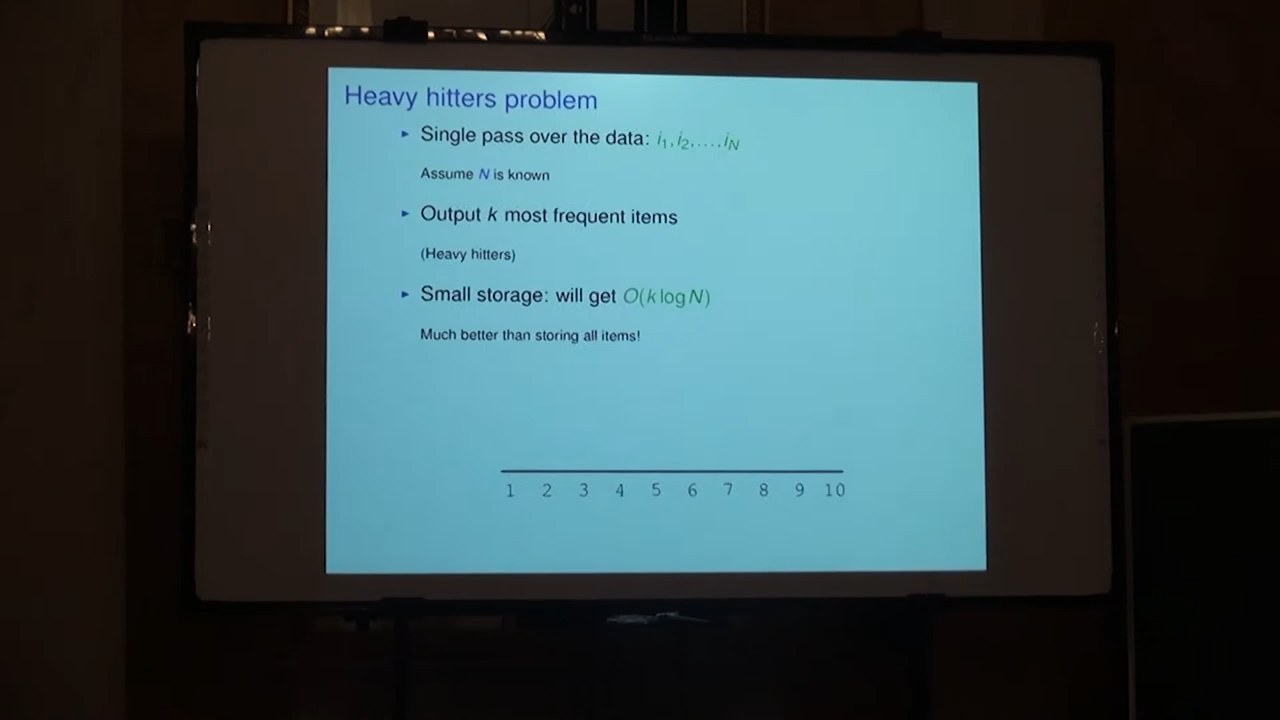 Heavy hitters problem
► Single pass over the data: i₁, i₂, . . . , i_N
Assume N is known
► Output k most frequent items
(Heavy hitters)
► Small storage: will get O(k log N)
Much better than storing all items!
1 2 3 4 5 6 7 8 9 10